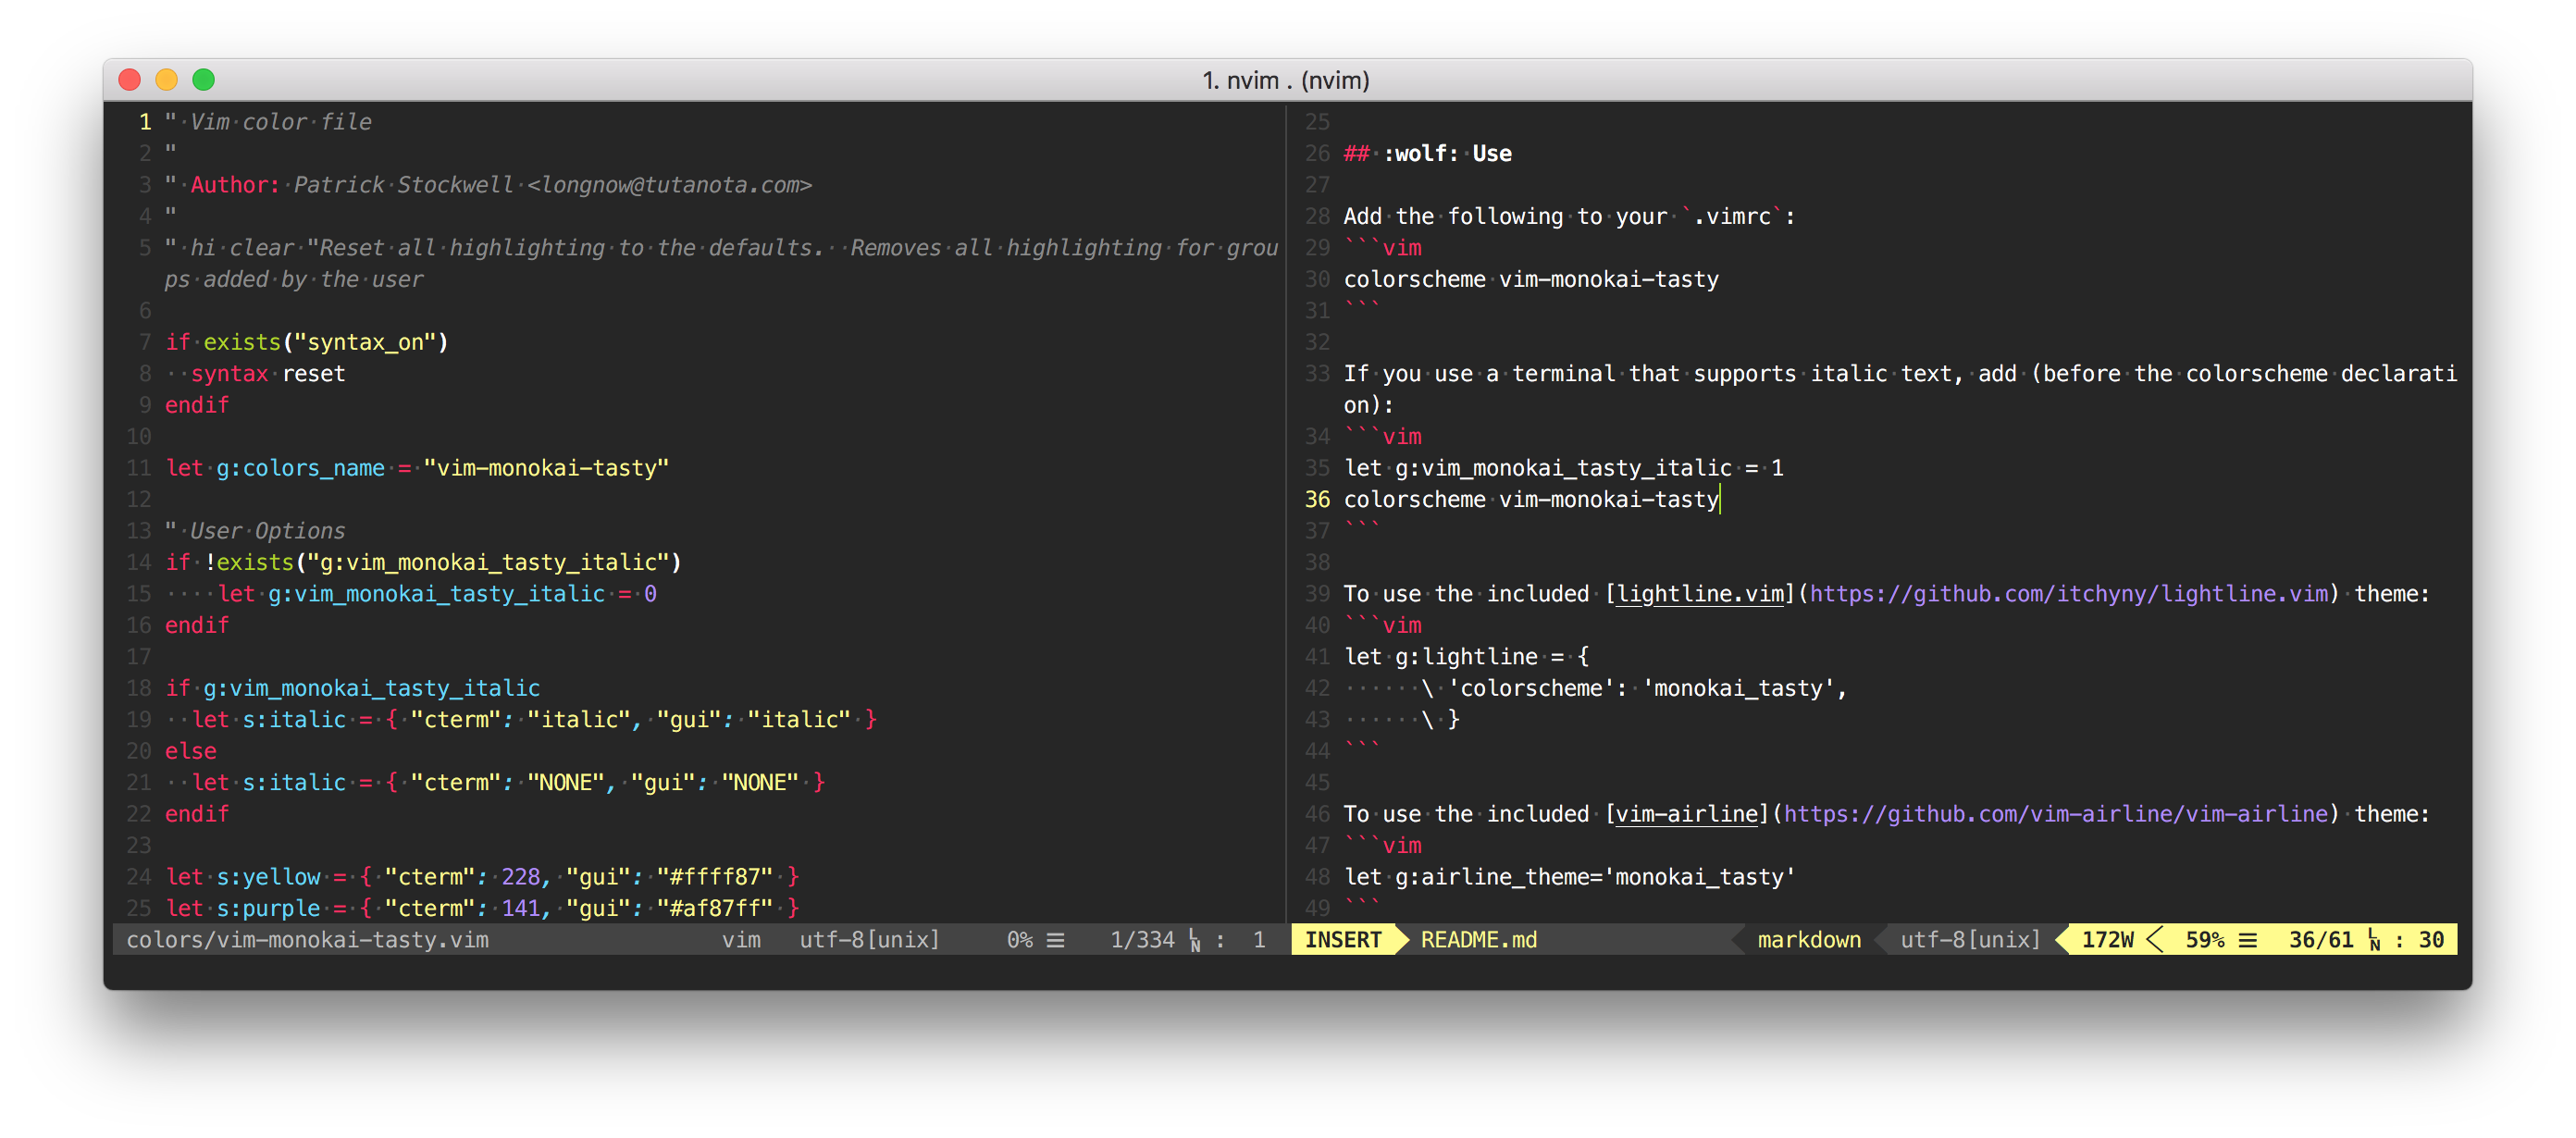 1. nvim . (nvim)
1 " Vim color file
2 "
3 " Author: Patrick Stockwell <longnow@tutanota.com>
4 "
5 " hi clear "Reset all highlighting to the defaults.  Removes all highlighting for grou
ps added by the user
6
7 if exists("syntax_on")
8   syntax reset
9 endif
10
11 let g:colors_name = "vim-monokai-tasty"
12
13 " User Options
14 if !exists("g:vim_monokai_tasty_italic")
15     let g:vim_monokai_tasty_italic = 0
16 endif
17
18 if g:vim_monokai_tasty_italic
19   let s:italic = { "cterm": "italic", "gui": "italic" }
20 else
21   let s:italic = { "cterm": "NONE", "gui": "NONE" }
22 endif
23
24 let s:yellow = { "cterm": 228, "gui": "#ffff87" }
25 let s:purple = { "cterm": 141, "gui": "#af87ff" }
colors/vim-monokai-tasty.vim vim utf-8[unix] 0% ☰ 1/334 LN : 1
25
26 ## :wolf: Use
27
28 Add the following to your `.vimrc`:
29 ```vim
30 colorscheme vim-monokai-tasty
31 ```
32
33 If you use a terminal that supports italic text, add (before the colorscheme declarati
on):
34 ```vim
35 let g:vim_monokai_tasty_italic = 1
36 colorscheme vim-monokai-tasty
37 ```
38
39 To use the included [lightline.vim](https://github.com/itchyny/lightline.vim) theme:
40 ```vim
41 let g:lightline = {
42       \ 'colorscheme': 'monokai_tasty',
43       \ }
44 ```
45
46 To use the included [vim-airline](https://github.com/vim-airline/vim-airline) theme:
47 ```vim
48 let g:airline_theme='monokai_tasty'
49 ```
INSERT README.md markdown utf-8[unix] 172W 59% ☰ 36/61 LN : 30